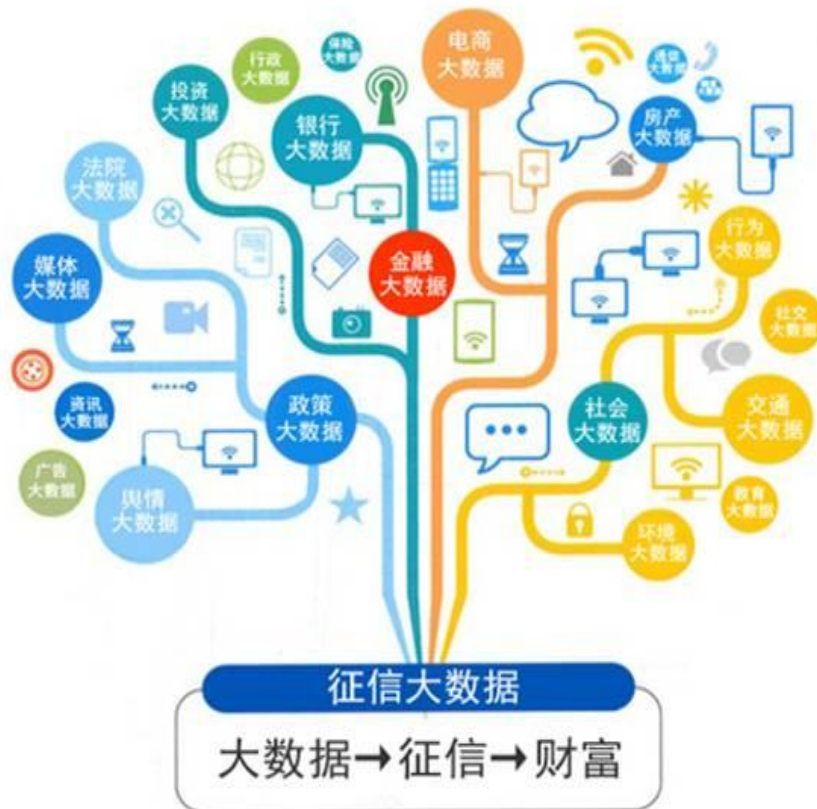 电商
大数据
保险
大数据
行政
大数据
通信
大数据
投资
大数据
银行
大数据
房产
大数据
法院
大数据
行为
大数据
媒体
大数据
金融
大数据
社交
大数据
资讯
大数据
政策
大数据
社会
大数据
交通
大数据
广告
大数据
舆情
大数据
教育
大数据
环境
大数据
征信大数据
大数据→征信→财富